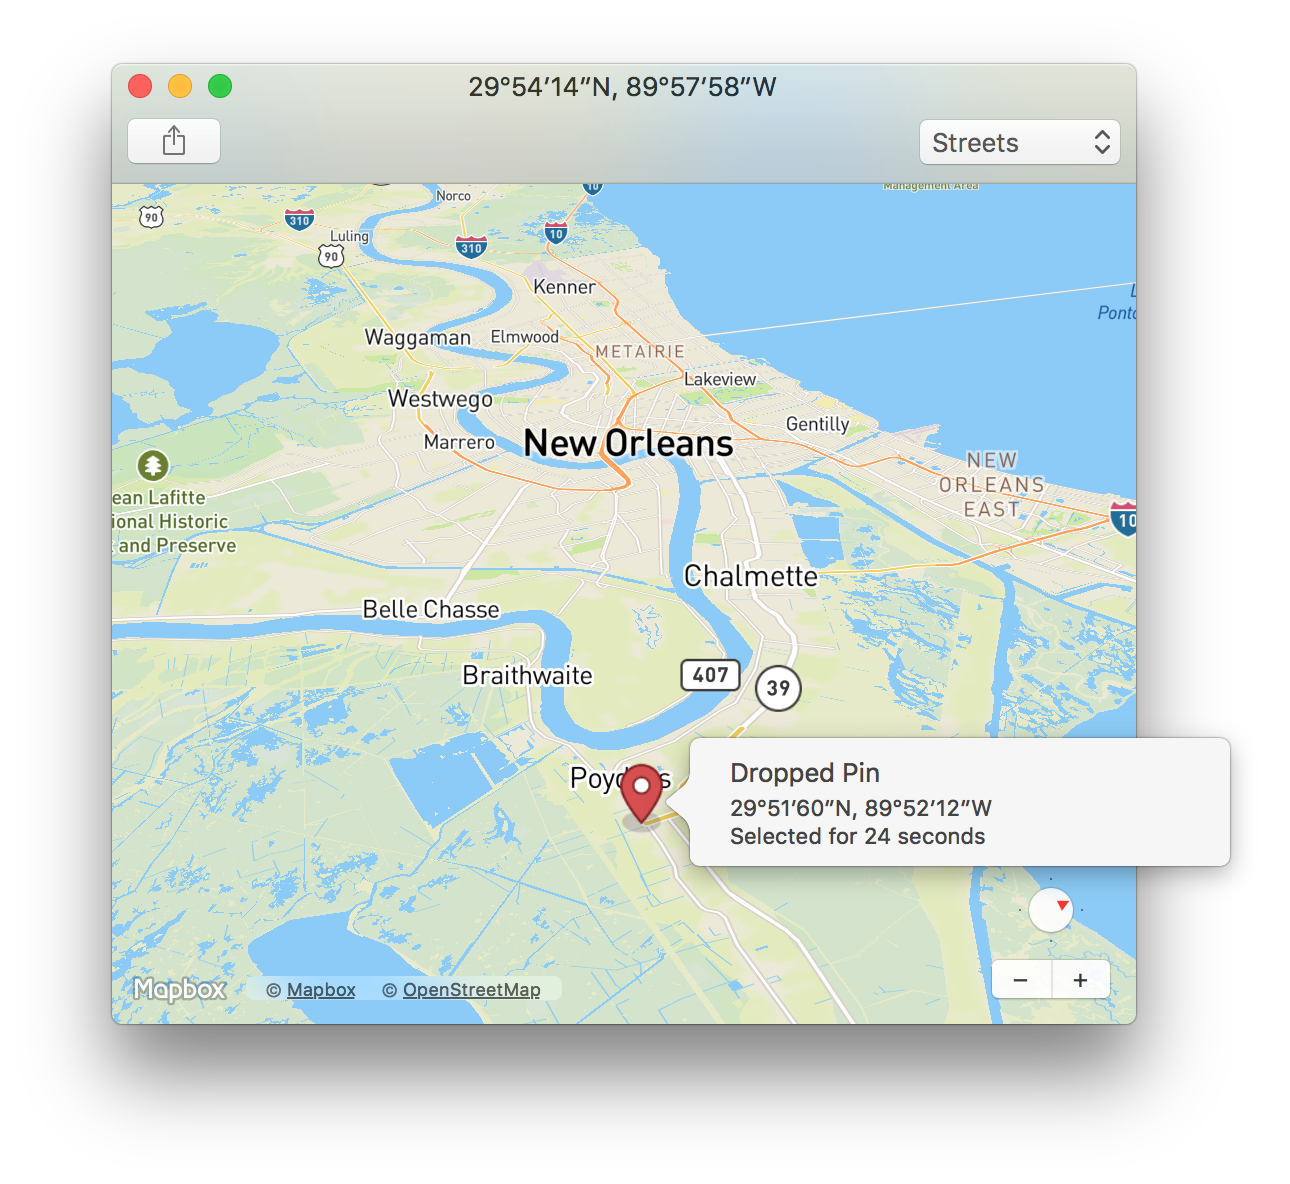 29°54′14″N, 89°57′58″W
Streets
Management Area
Norco
10
90
310
Luling
10
310
90
Kenner
Waggaman
Elmwood
METAIRIE
Lakeview
Westwego
Gentilly
Marrero
New Orleans
NEW
ORLEANS
EAST
ean Lafitte
ional Historic
and Preserve
10
Chalmette
Belle Chasse
Braithwaite
407
39
Dropped Pin
29°51′60″N, 89°52′12″W
Selected for 24 seconds
Mapbox
© Mapbox © OpenStreetMap
− +